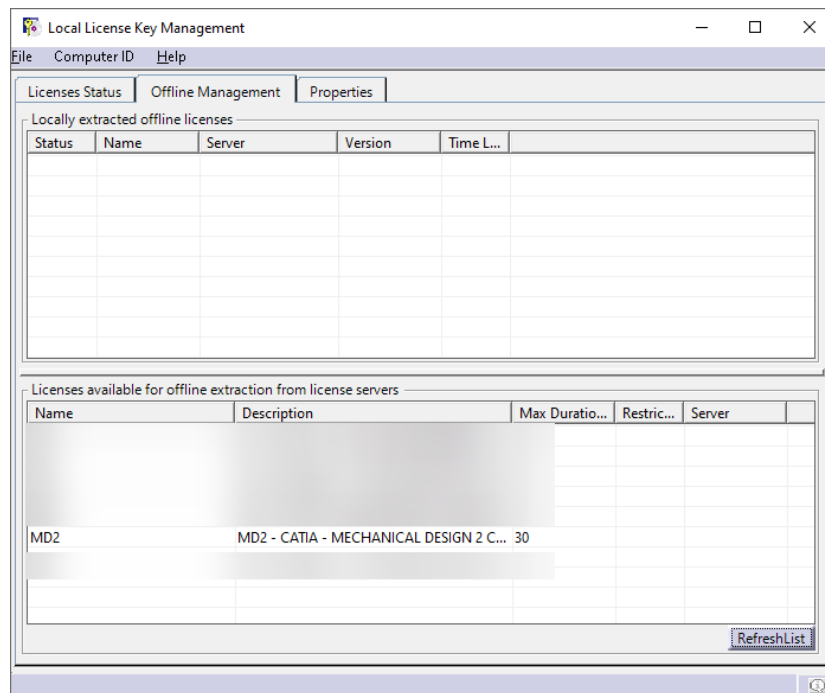 Local License Key Management
File Computer ID Help
Licenses Status Offline Management Properties
Locally extracted offline licenses
Status Name Server Version Time L...
Licenses available for offline extraction from license servers
Name Description Max Duratio... Restric... Server
MD2 MD2 - CATIA - MECHANICAL DESIGN 2 C... 30
RefreshList